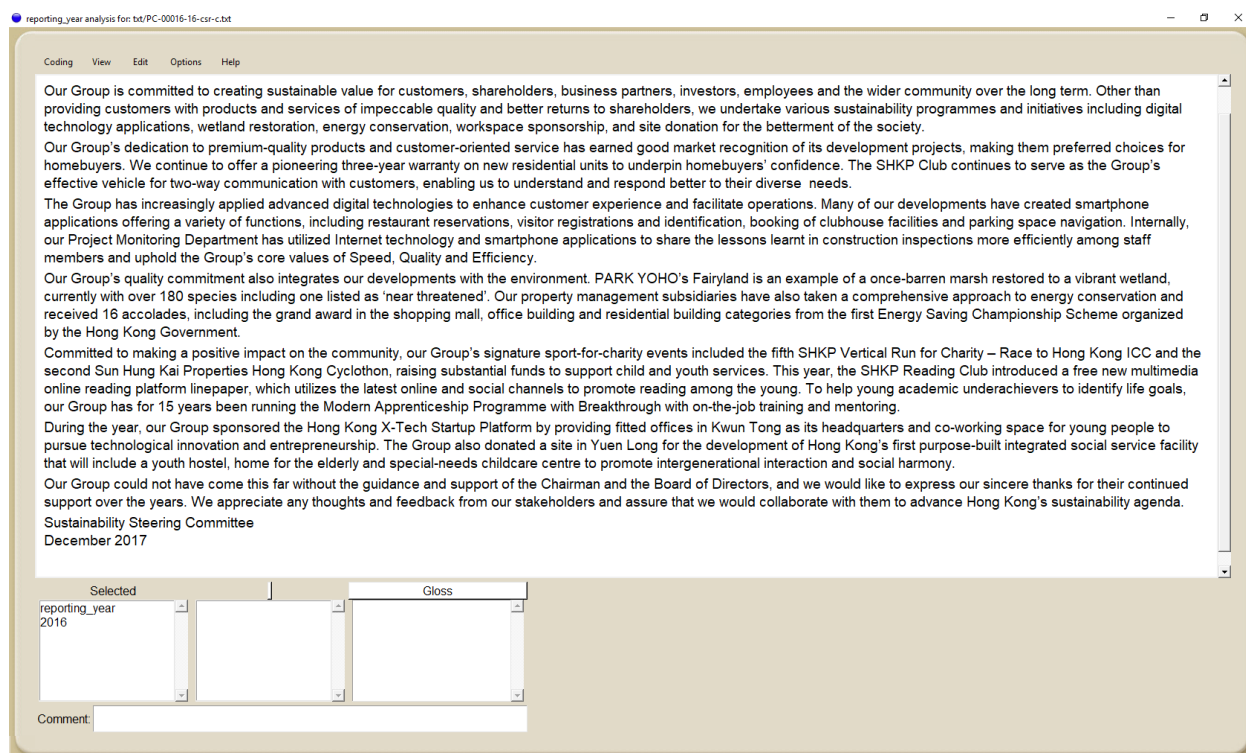 reporting_year analysis for: txt/PC-00016-16-csr-c.txt
Coding View Edit Options Help
Our Group is committed to creating sustainable value for customers, shareholders, business partners, investors, employees and the wider community over the long term. Other than
providing customers with products and services of impeccable quality and better returns to shareholders, we undertake various sustainability programmes and initiatives including digital
technology applications, wetland restoration, energy conservation, workspace sponsorship, and site donation for the betterment of the society.
Our Group's dedication to premium-quality products and customer-oriented service has earned good market recognition of its development projects, making them preferred choices for
homebuyers. We continue to offer a pioneering three-year warranty on new residential units to underpin homebuyers' confidence. The SHKP Club continues to serve as the Group's
effective vehicle for two-way communication with customers, enabling us to understand and respond better to their diverse  needs.
The Group has increasingly applied advanced digital technologies to enhance customer experience and facilitate operations. Many of our developments have created smartphone
applications offering a variety of functions, including restaurant reservations, visitor registrations and identification, booking of clubhouse facilities and parking space navigation. Internally,
our Project Monitoring Department has utilized Internet technology and smartphone applications to share the lessons learnt in construction inspections more efficiently among staff
members and uphold the Group's core values of Speed, Quality and Efficiency.
Our Group's quality commitment also integrates our developments with the environment. PARK YOHO's Fairyland is an example of a once-barren marsh restored to a vibrant wetland,
currently with over 180 species including one listed as 'near threatened'. Our property management subsidiaries have also taken a comprehensive approach to energy conservation and
received 16 accolades, including the grand award in the shopping mall, office building and residential building categories from the first Energy Saving Championship Scheme organized
by the Hong Kong Government.
Committed to making a positive impact on the community, our Group's signature sport-for-charity events included the fifth SHKP Vertical Run for Charity – Race to Hong Kong ICC and the
second Sun Hung Kai Properties Hong Kong Cyclothon, raising substantial funds to support child and youth services. This year, the SHKP Reading Club introduced a free new multimedia
online reading platform linepaper, which utilizes the latest online and social channels to promote reading among the young. To help young academic underachievers to identify life goals,
our Group has for 15 years been running the Modern Apprenticeship Programme with Breakthrough with on-the-job training and mentoring.
During the year, our Group sponsored the Hong Kong X-Tech Startup Platform by providing fitted offices in Kwun Tong as its headquarters and co-working space for young people to
pursue technological innovation and entrepreneurship. The Group also donated a site in Yuen Long for the development of Hong Kong's first purpose-built integrated social service facility
that will include a youth hostel, home for the elderly and special-needs childcare centre to promote intergenerational interaction and social harmony.
Our Group could not have come this far without the guidance and support of the Chairman and the Board of Directors, and we would like to express our sincere thanks for their continued
support over the years. We appreciate any thoughts and feedback from our stakeholders and assure that we would collaborate with them to advance Hong Kong's sustainability agenda.
Sustainability Steering Committee
December 2017
Selected Gloss
reporting_year
2016
Comment: